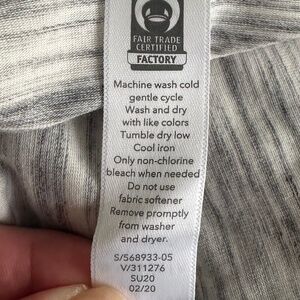 FAIR TRADE
CERTIFIED
FACTORY
Machine wash cold
gentle cycle
Wash and dry
with like colors
Tumble dry low
Cool iron
Only non-chlorine
bleach when needed
Do not use
fabric softener
Remove promptly
from washer
and dryer.
S/S68933-05
V/311276
SU20
02/20